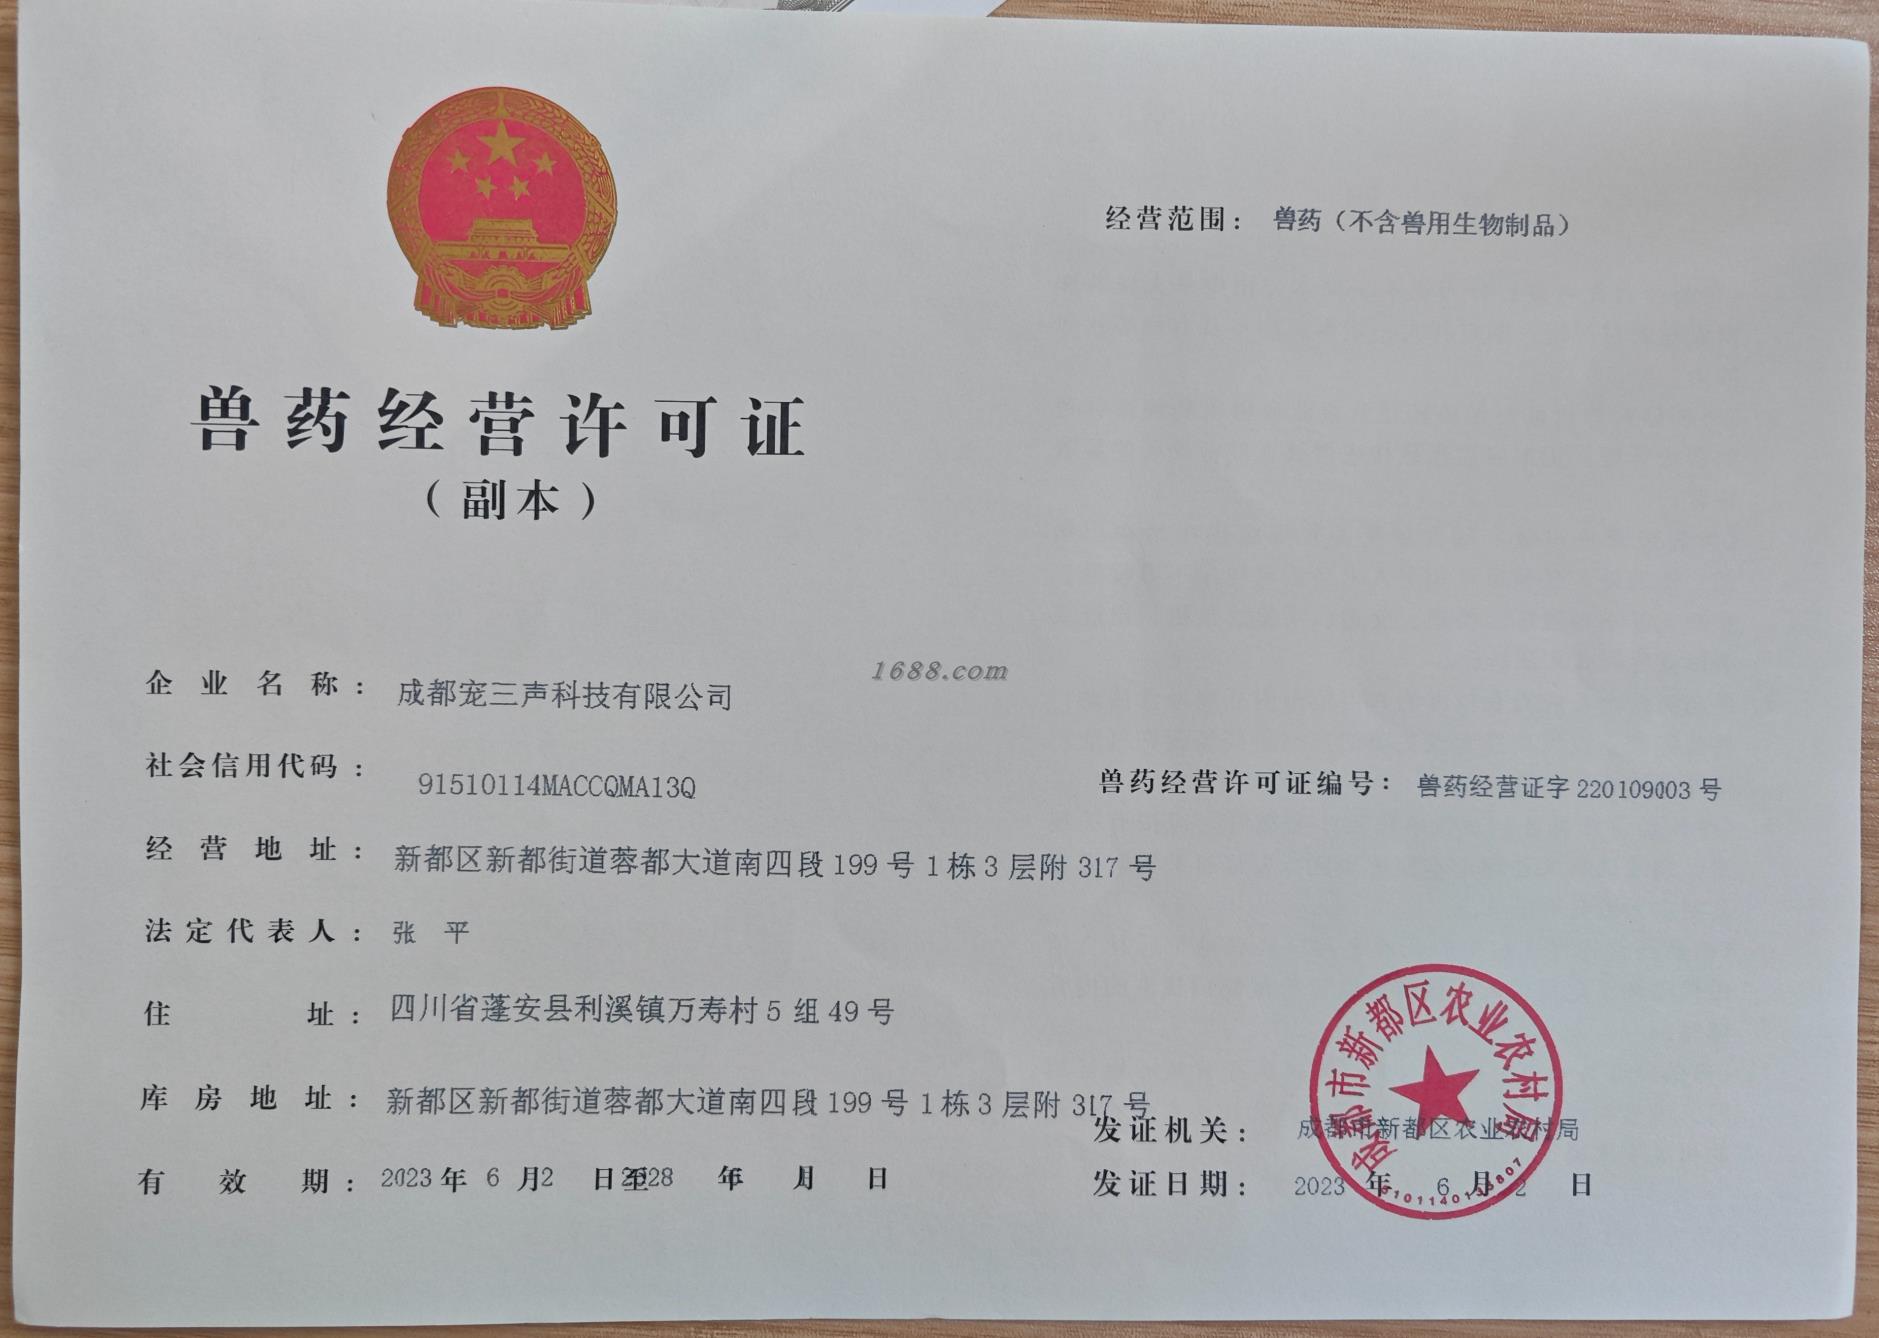 经营范围：兽药（不含兽用生物制品）
兽药经营许可证
（副本）
1688.com
企业名称：成都宠三声科技有限公司
社会信用代码：91510114MACCQMA13Q
兽药经营许可证编号：兽药经营证字220109003号
经营地址：新都区新都街道蓉都大道南四段199号1栋3层附317号
法定代表人：张 平
住址：四川省蓬安县利溪镇万寿村5组49号
库房地址：新都区新都街道蓉都大道南四段199号1栋3层附317号
发证机关：成都市新都区农业农村局
有效期：2023年6月2日至2028年 月 日
发证日期：2023年6月2日
成都市新都区农业农村局